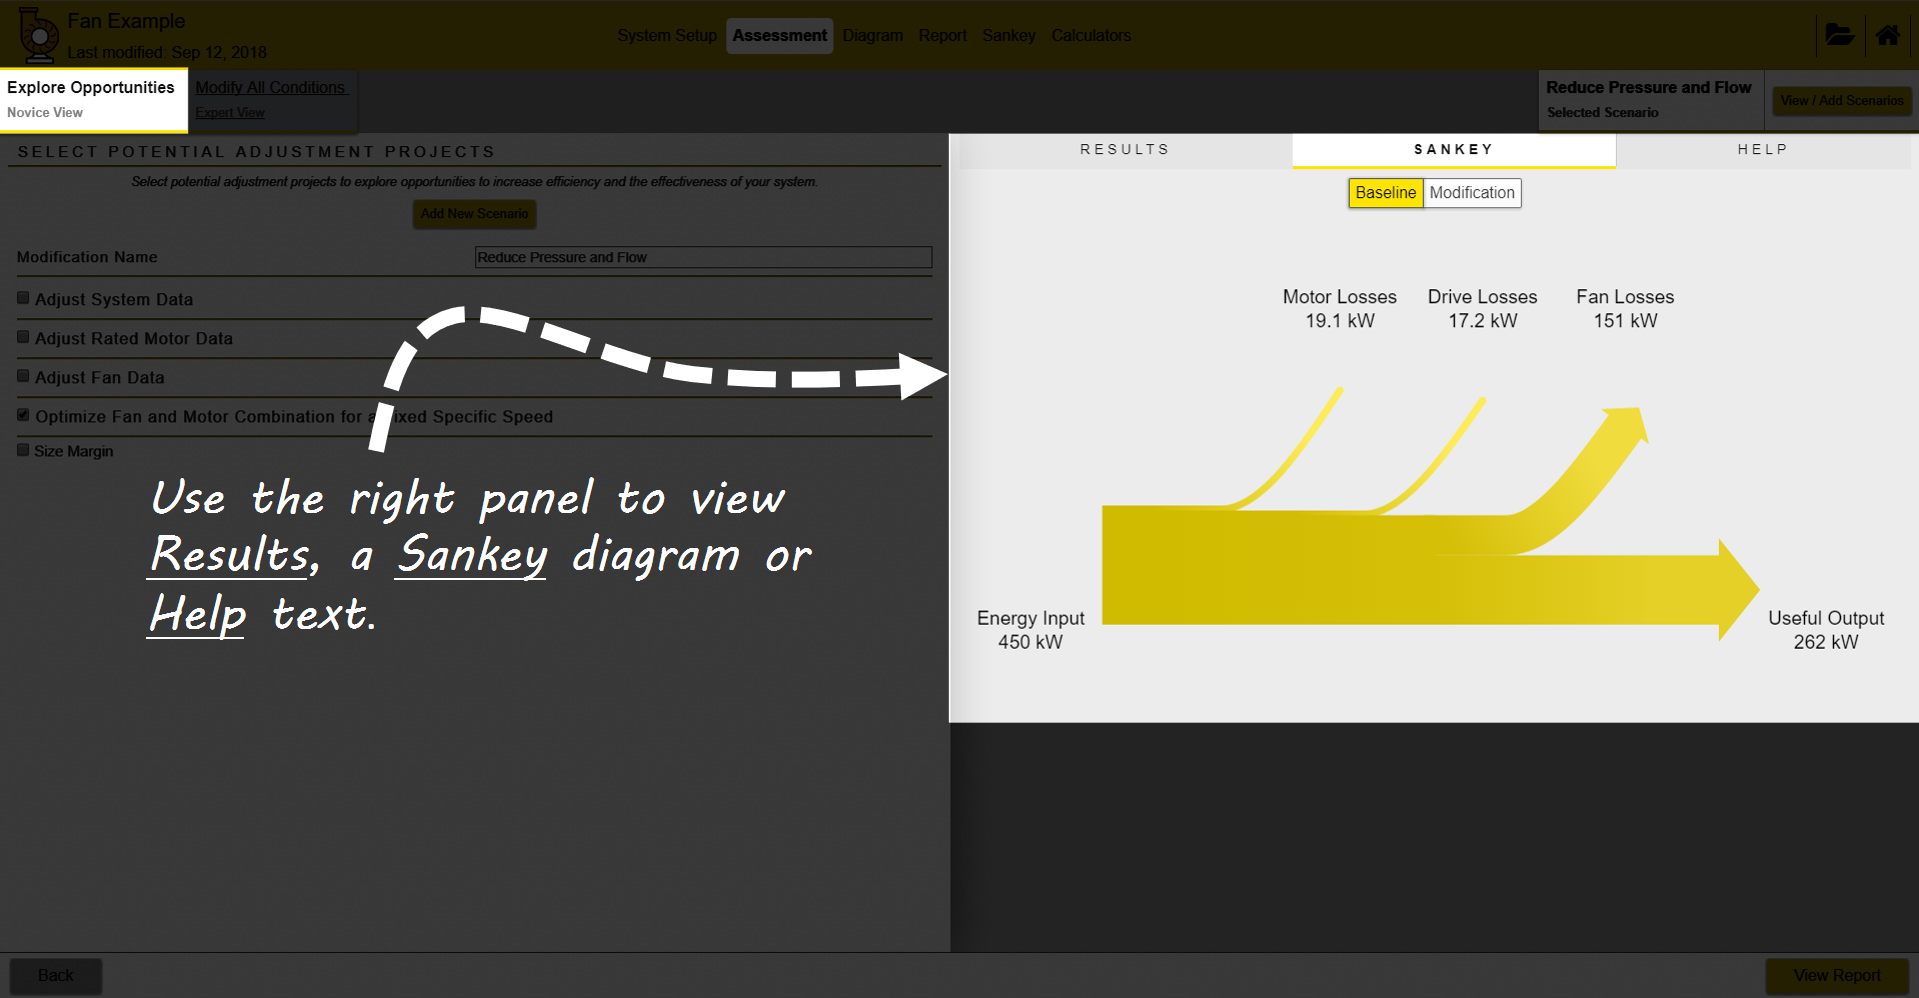 Fan Example
Last modified: Sep 12, 2018
System Setup Assessment Diagram Report Sankey Calculators
Explore Opportunities
Novice View
Modify All Conditions
Expert View
Reduce Pressure and Flow
Selected Scenario
View / Add Scenarios
SELECT POTENTIAL ADJUSTMENT PROJECTS
Select potential adjustment projects to explore opportunities to increase efficiency and the effectiveness of your system.
Add New Scenario
Modification Name
Reduce Pressure and Flow
Adjust System Data
Adjust Rated Motor Data
Adjust Fan Data
Optimize Fan and Motor Combination for a Fixed Specific Speed
Size Margin
Use the right panel to view
Results, a Sankey diagram or
Help text.
RESULTS SANKEY HELP
Baseline Modification
Motor Losses
19.1 kW
Drive Losses
17.2 kW
Fan Losses
151 kW
Energy Input
450 kW
Useful Output
262 kW
Back
View Report